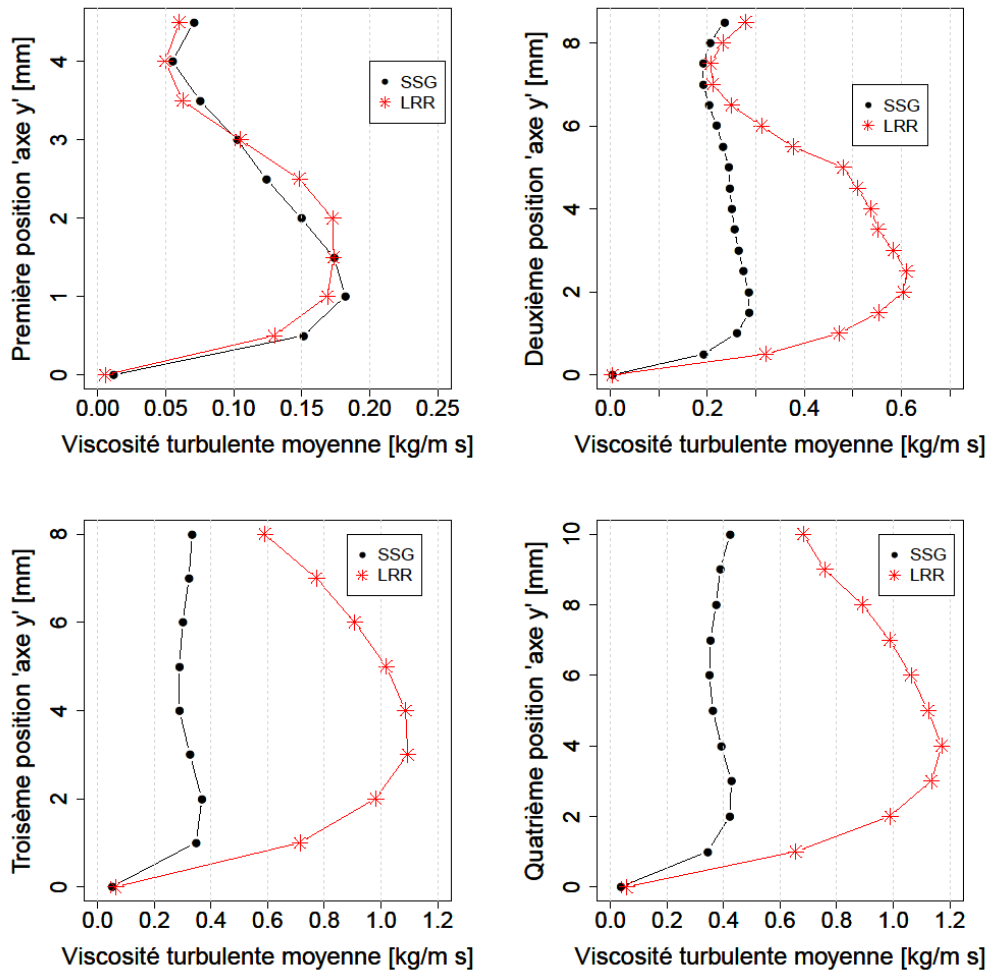 Première position 'axe y' [mm]
4
3
2
1
0
SSG
LRR
0.00 0.05 0.10 0.15 0.20 0.25
Viscosité turbulente moyenne [kg/m s]
Deuxième position 'axe y' [mm]
8
6
4
2
0
SSG
LRR
0.0 0.2 0.4 0.6
Viscosité turbulente moyenne [kg/m s]
Troisème position 'axe y' [mm]
8
6
4
2
0
SSG
LRR
0.0 0.2 0.4 0.6 0.8 1.0 1.2
Viscosité turbulente moyenne [kg/m s]
Quatrième position 'axe y' [mm]
10
8
6
4
2
0
SSG
LRR
0.0 0.2 0.4 0.6 0.8 1.0 1.2
Viscosité turbulente moyenne [kg/m s]